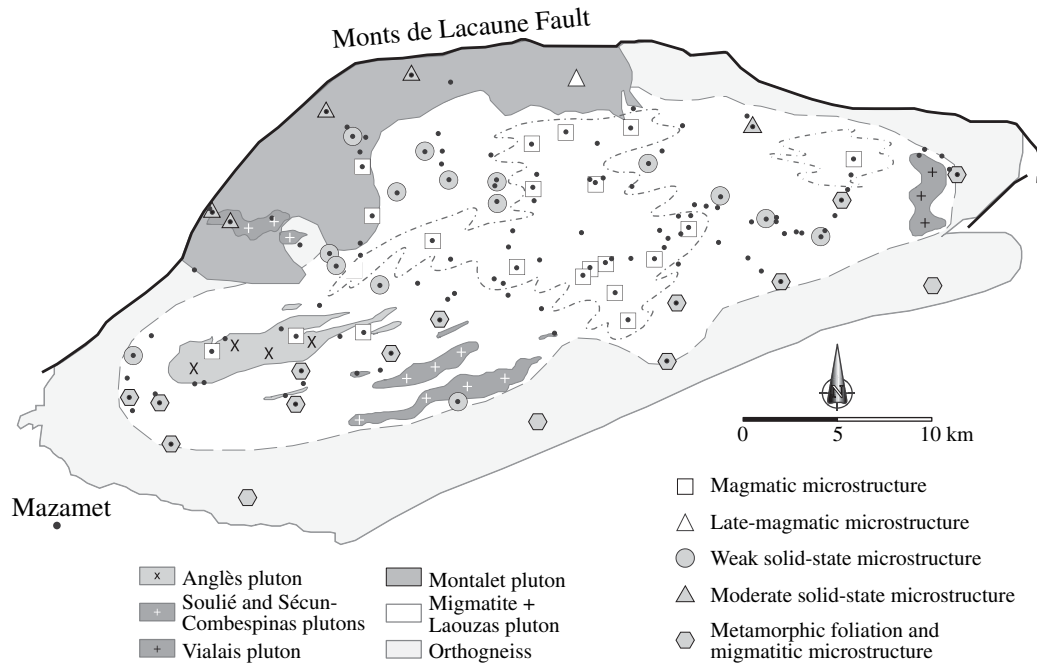 Monts de Lacaune Fault
N
0 5 10 km
Mazamet
x Anglès pluton
+ Soulié and Sécun-
Combespinas plutons
+ Vialais pluton
Montalet pluton
Migmatite +
Laouzas pluton
Orthogneiss
Magmatic microstructure
Late-magmatic microstructure
Weak solid-state microstructure
Moderate solid-state microstructure
Metamorphic foliation and
migmatitic microstructure